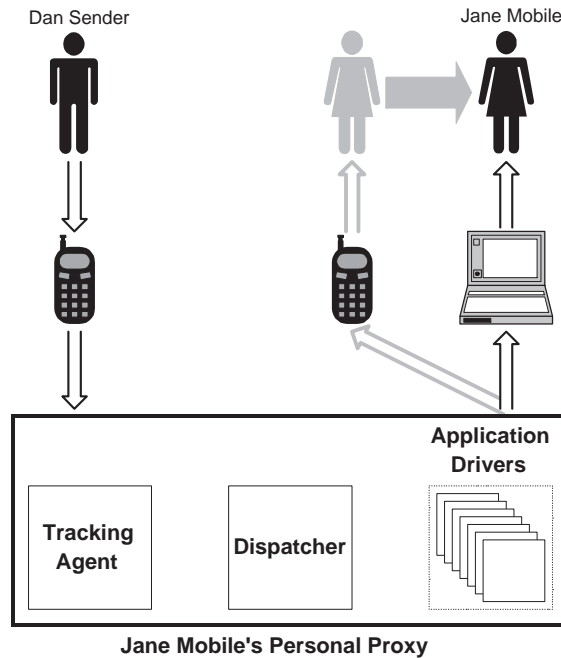 Dan Sender
Jane Mobile
Application
Drivers
Tracking
Agent
Dispatcher
Jane Mobile's Personal Proxy